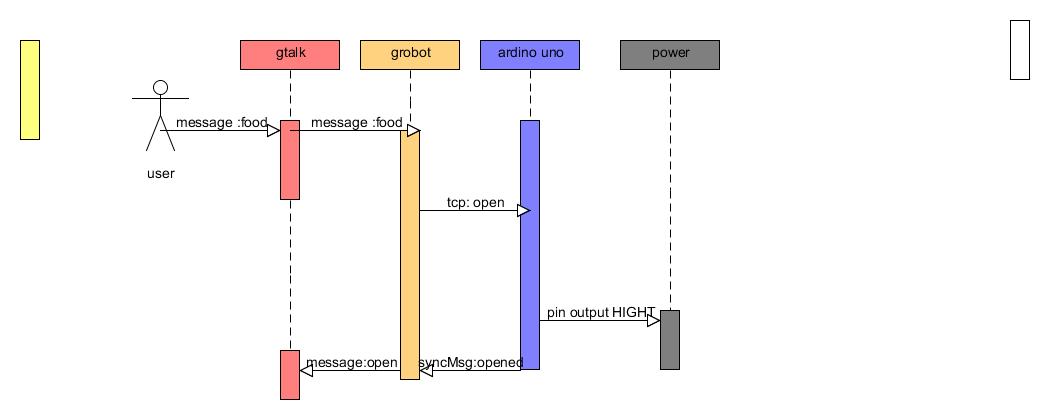 gtalk
grobot
ardino uno
power
message :food
message :food
user
tcp: open
pin output HIGHT
message:open
syncMsg:opened